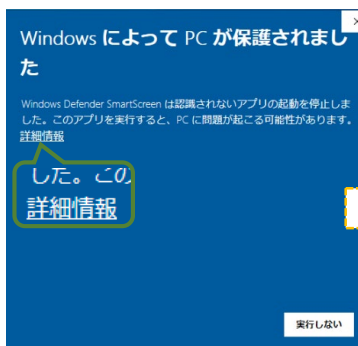 Windows によって PC が保護されまし
た
Windows Defender SmartScreen は認識されないアプリの起動を停止しま
した。このアプリを実行すると、PC に問題が起こる可能性があります。
詳細情報
した。この
詳細情報
実行しない